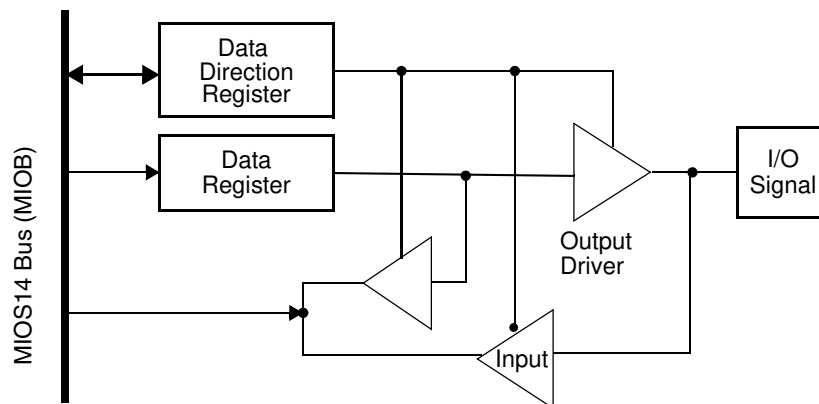 Data
Direction
Register
Data
Register
MIOS14 Bus (MIOB)
I/O
Signal
Output
Driver
Input